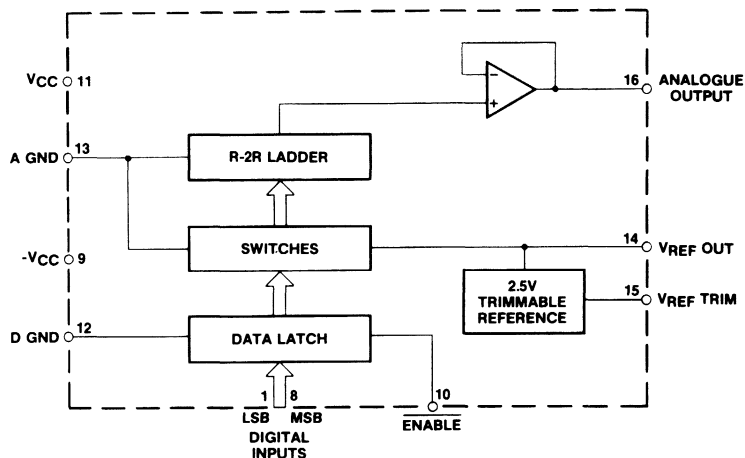 VCC 11
16 ANALOGUE
OUTPUT
A GND 13
R-2R LADDER
-VCC 9
SWITCHES
14 VREF OUT
2.5V
TRIMMABLE
REFERENCE
15 VREF TRIM
D GND 12
DATA LATCH
1 8
LSB MSB
DIGITAL
INPUTS
10
ENABLE
- 
+